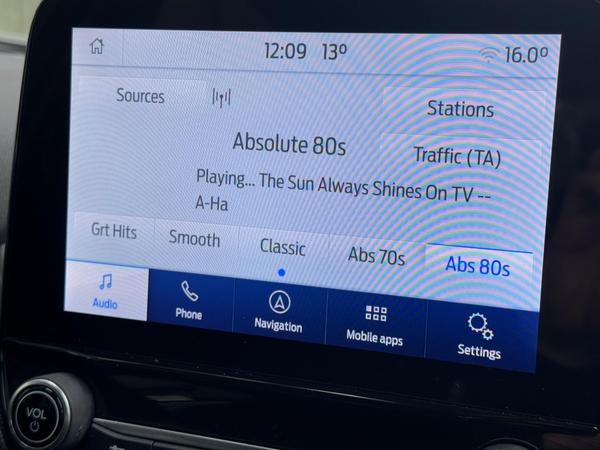 12:09 13° 16.0°
Sources
Stations
Absolute 80s
Traffic (TA)
Playing... The Sun Always Shines On TV --
A-Ha
Grt Hits Smooth Classic Abs 70s Abs 80s
Audio Phone Navigation Mobile apps Settings
VOL